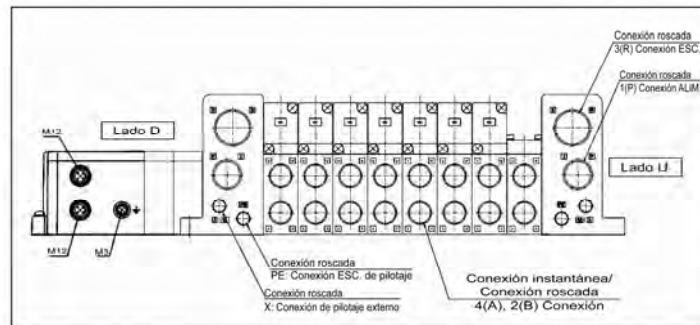 Conexión roscada
3(R) Conexión ESC.
Conexión roscada
1(P) Conexión ALIM
M12
Lado D
Lado U
M12
M3
Conexión roscada
PE: Conexión ESC. de pilotaje
Conexión roscada
X: Conexión de pilotaje externo
Conexión instantánea/
Conexión roscada
4(A), 2(B) Conexión